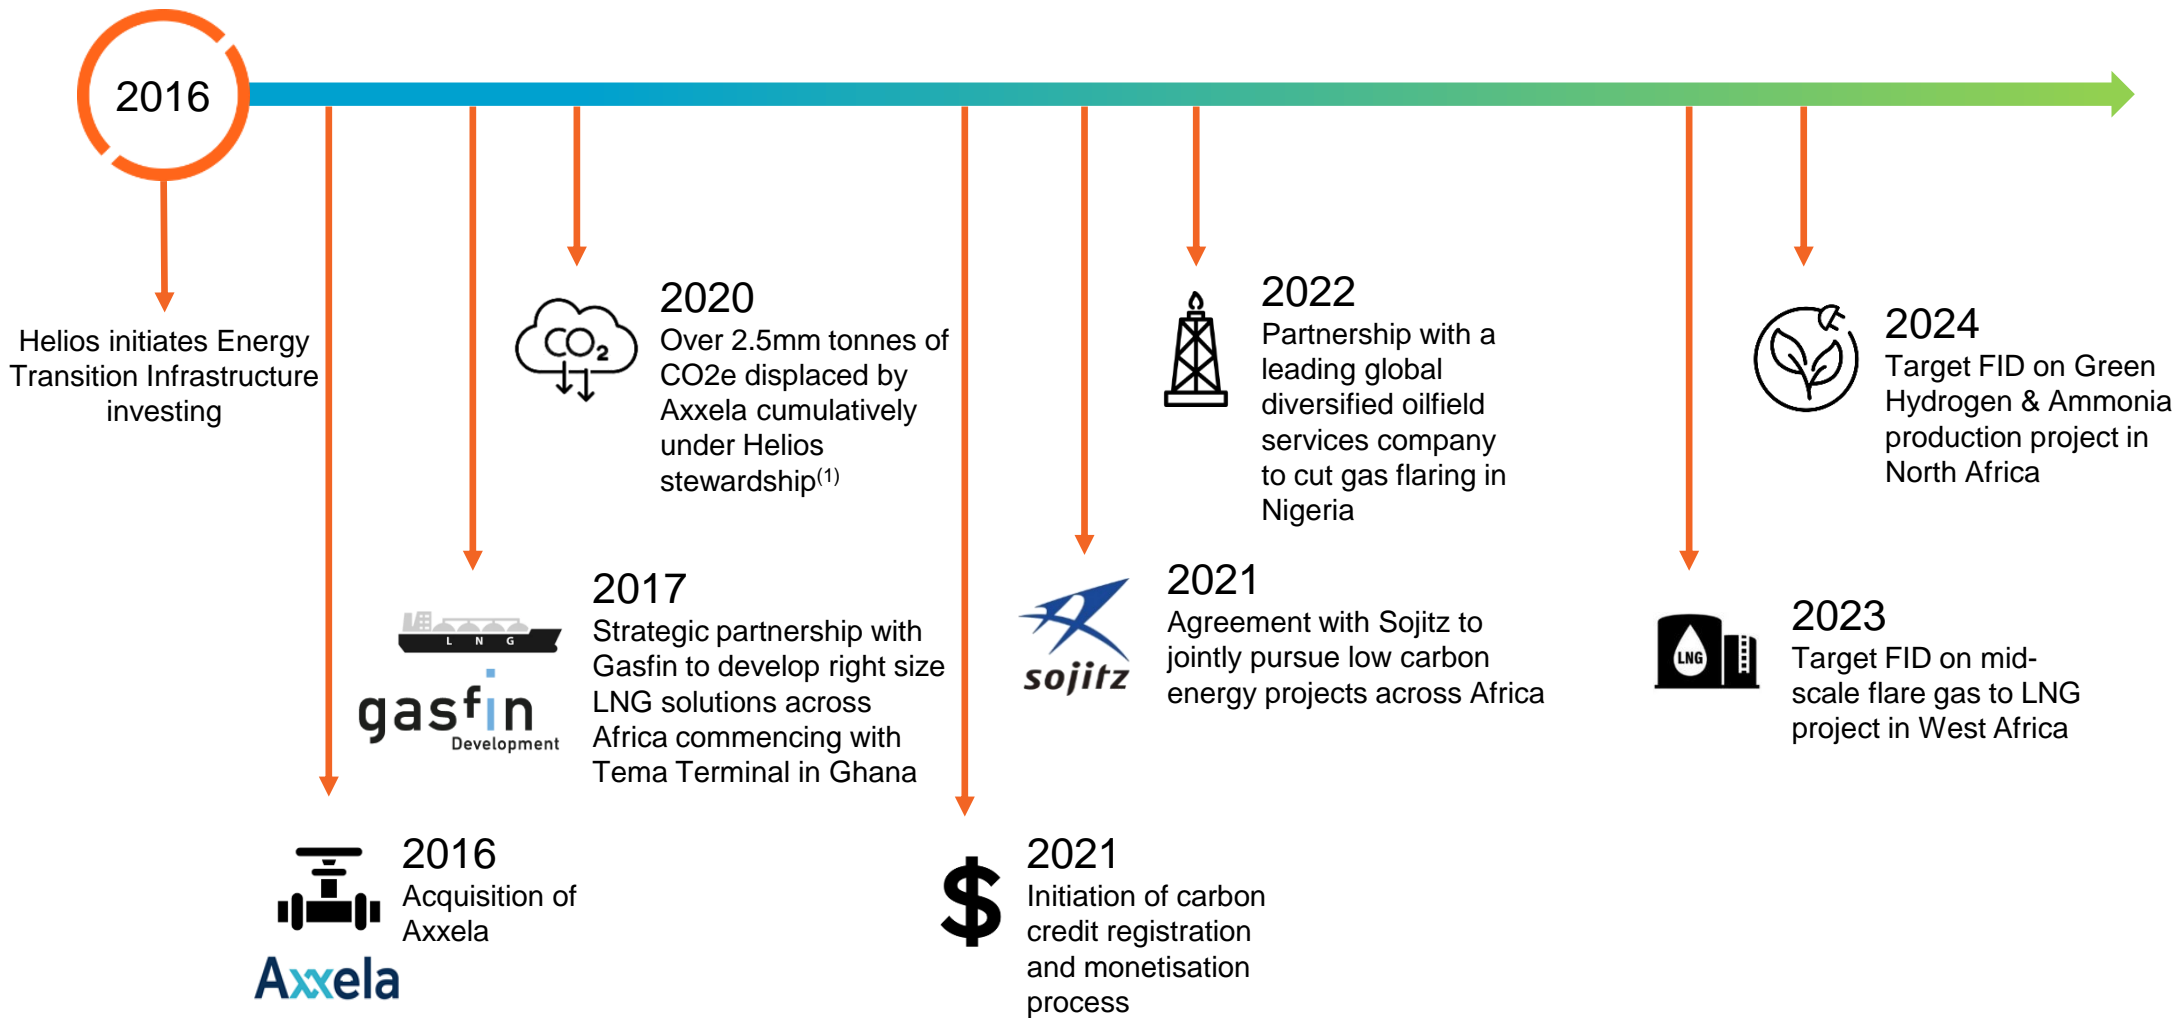 2016
Helios initiates Energy
Transition Infrastructure
investing
2016
Acquisition of
Axxela
Axxela
2017
Strategic partnership with
Gasfin to develop right size
LNG solutions across
Africa commencing with
Tema Terminal in Ghana
L N G
gasfin
Development
CO2
2020
Over 2.5mm tonnes of
CO2e displaced by
Axxela cumulatively
under Helios
stewardship(1)
$
2021
Initiation of carbon
credit registration
and monetisation
process
sojitz
2021
Agreement with Sojitz to
jointly pursue low carbon
energy projects across Africa
2022
Partnership with a
leading global
diversified oilfield
services company
to cut gas flaring in
Nigeria
LNG
2023
Target FID on mid-
scale flare gas to LNG
project in West Africa
2024
Target FID on Green
Hydrogen & Ammonia
production project in
North Africa